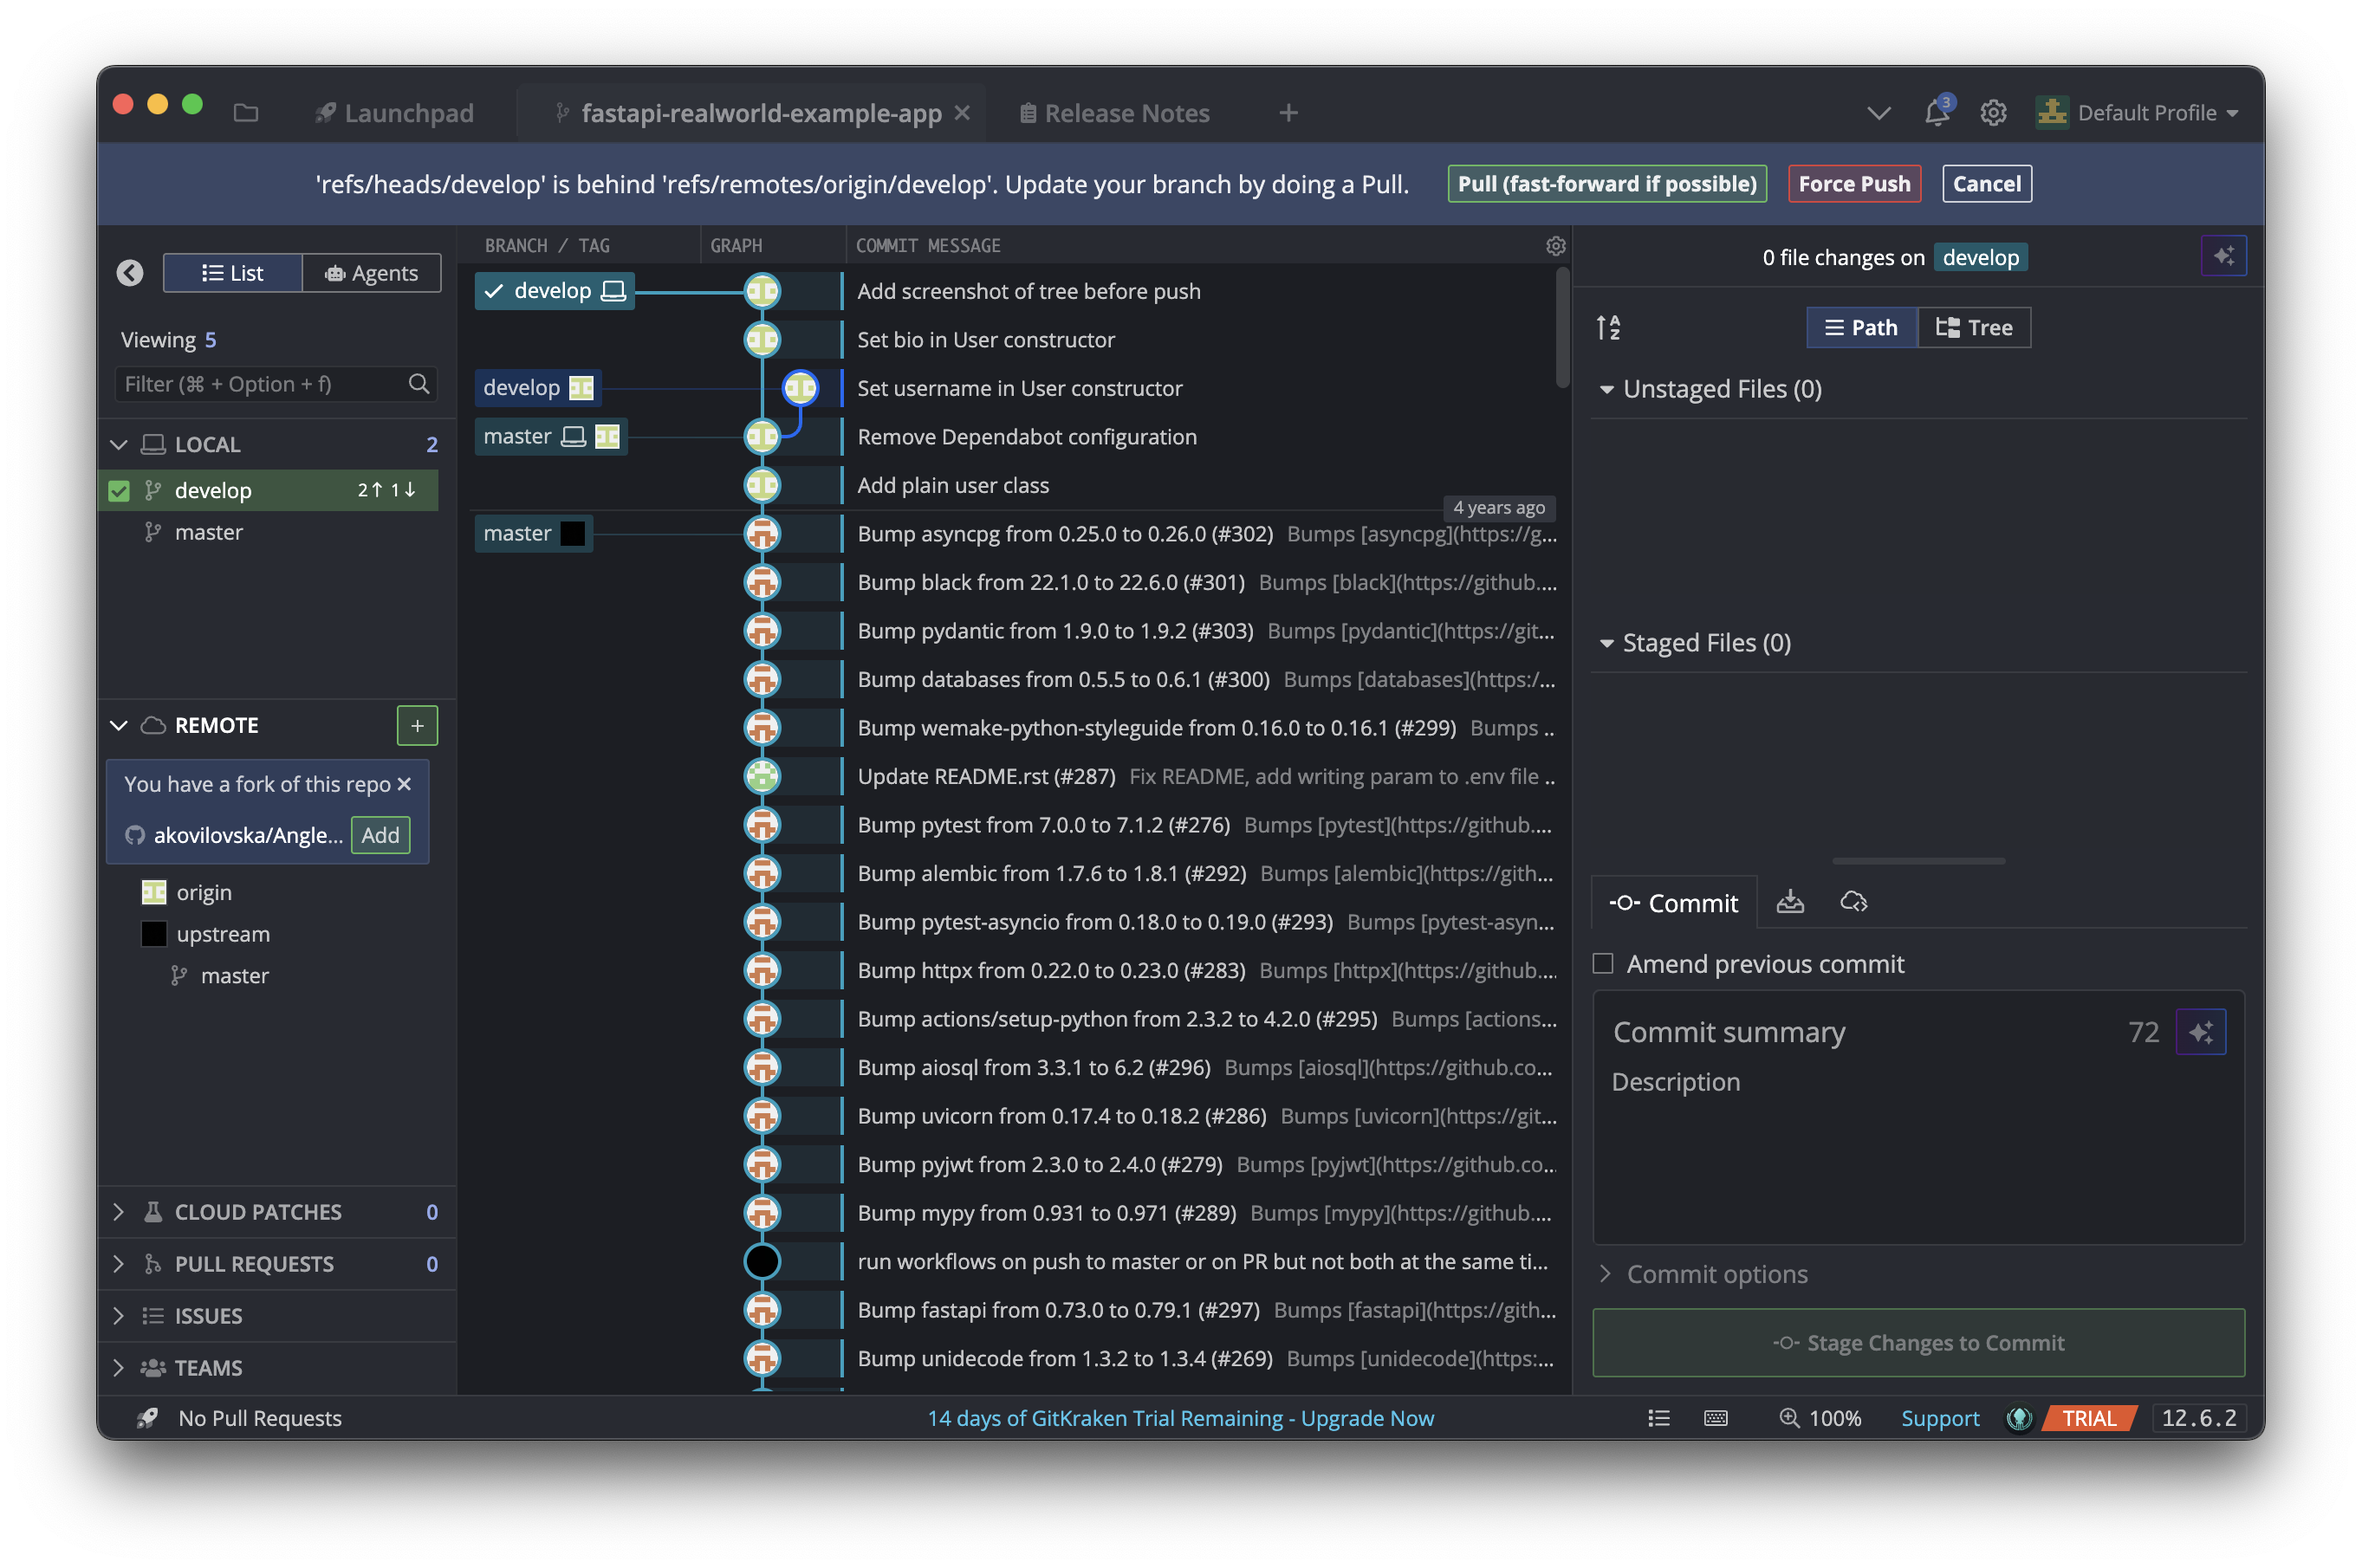 Launchpad
fastapi-realworld-example-app
Release Notes
3
Default Profile
'refs/heads/develop' is behind 'refs/remotes/origin/develop'. Update your branch by doing a Pull.
Pull (fast-forward if possible)
Force Push
Cancel
List
Agents
Viewing 5
Filter (⌘ + Option + f)
LOCAL 2
develop 2↑ 1↓
master
REMOTE
+
You have a fork of this repo
akovilovska/Angle...
Add
origin
upstream
master
CLOUD PATCHES 0
PULL REQUESTS 0
ISSUES
TEAMS
BRANCH / TAG
GRAPH
COMMIT MESSAGE
develop
Add screenshot of tree before push
Set bio in User constructor
develop
Set username in User constructor
master
Remove Dependabot configuration
Add plain user class
4 years ago
master
Bump asyncpg from 0.25.0 to 0.26.0 (#302) Bumps [asyncpg](https://g...
Bump black from 22.1.0 to 22.6.0 (#301) Bumps [black](https://github....
Bump pydantic from 1.9.0 to 1.9.2 (#303) Bumps [pydantic](https://git...
Bump databases from 0.5.5 to 0.6.1 (#300) Bumps [databases](https:/...
Bump wemake-python-styleguide from 0.16.0 to 0.16.1 (#299) Bumps ..
Update README.rst (#287) Fix README, add writing param to .env file ..
Bump pytest from 7.0.0 to 7.1.2 (#276) Bumps [pytest](https://github....
Bump alembic from 1.7.6 to 1.8.1 (#292) Bumps [alembic](https://gith...
Bump pytest-asyncio from 0.18.0 to 0.19.0 (#293) Bumps [pytest-asyn...
Bump httpx from 0.22.0 to 0.23.0 (#283) Bumps [httpx](https://github....
Bump actions/setup-python from 2.3.2 to 4.2.0 (#295) Bumps [actions...
Bump aiosql from 3.3.1 to 6.2 (#296) Bumps [aiosql](https://github.co...
Bump uvicorn from 0.17.4 to 0.18.2 (#286) Bumps [uvicorn](https://git...
Bump pyjwt from 2.3.0 to 2.4.0 (#279) Bumps [pyjwt](https://github.co...
Bump mypy from 0.931 to 0.971 (#289) Bumps [mypy](https://github....
run workflows on push to master or on PR but not both at the same ti...
Bump fastapi from 0.73.0 to 0.79.1 (#297) Bumps [fastapi](https://gith...
Bump unidecode from 1.3.2 to 1.3.4 (#269) Bumps [unidecode](https:...
0 file changes on develop
A
Z
Path
Tree
Unstaged Files (0)
Staged Files (0)
Commit
Amend previous commit
Commit summary 72
Description
Commit options
Stage Changes to Commit
No Pull Requests
14 days of GitKraken Trial Remaining - Upgrade Now
100%
Support
TRIAL
12.6.2